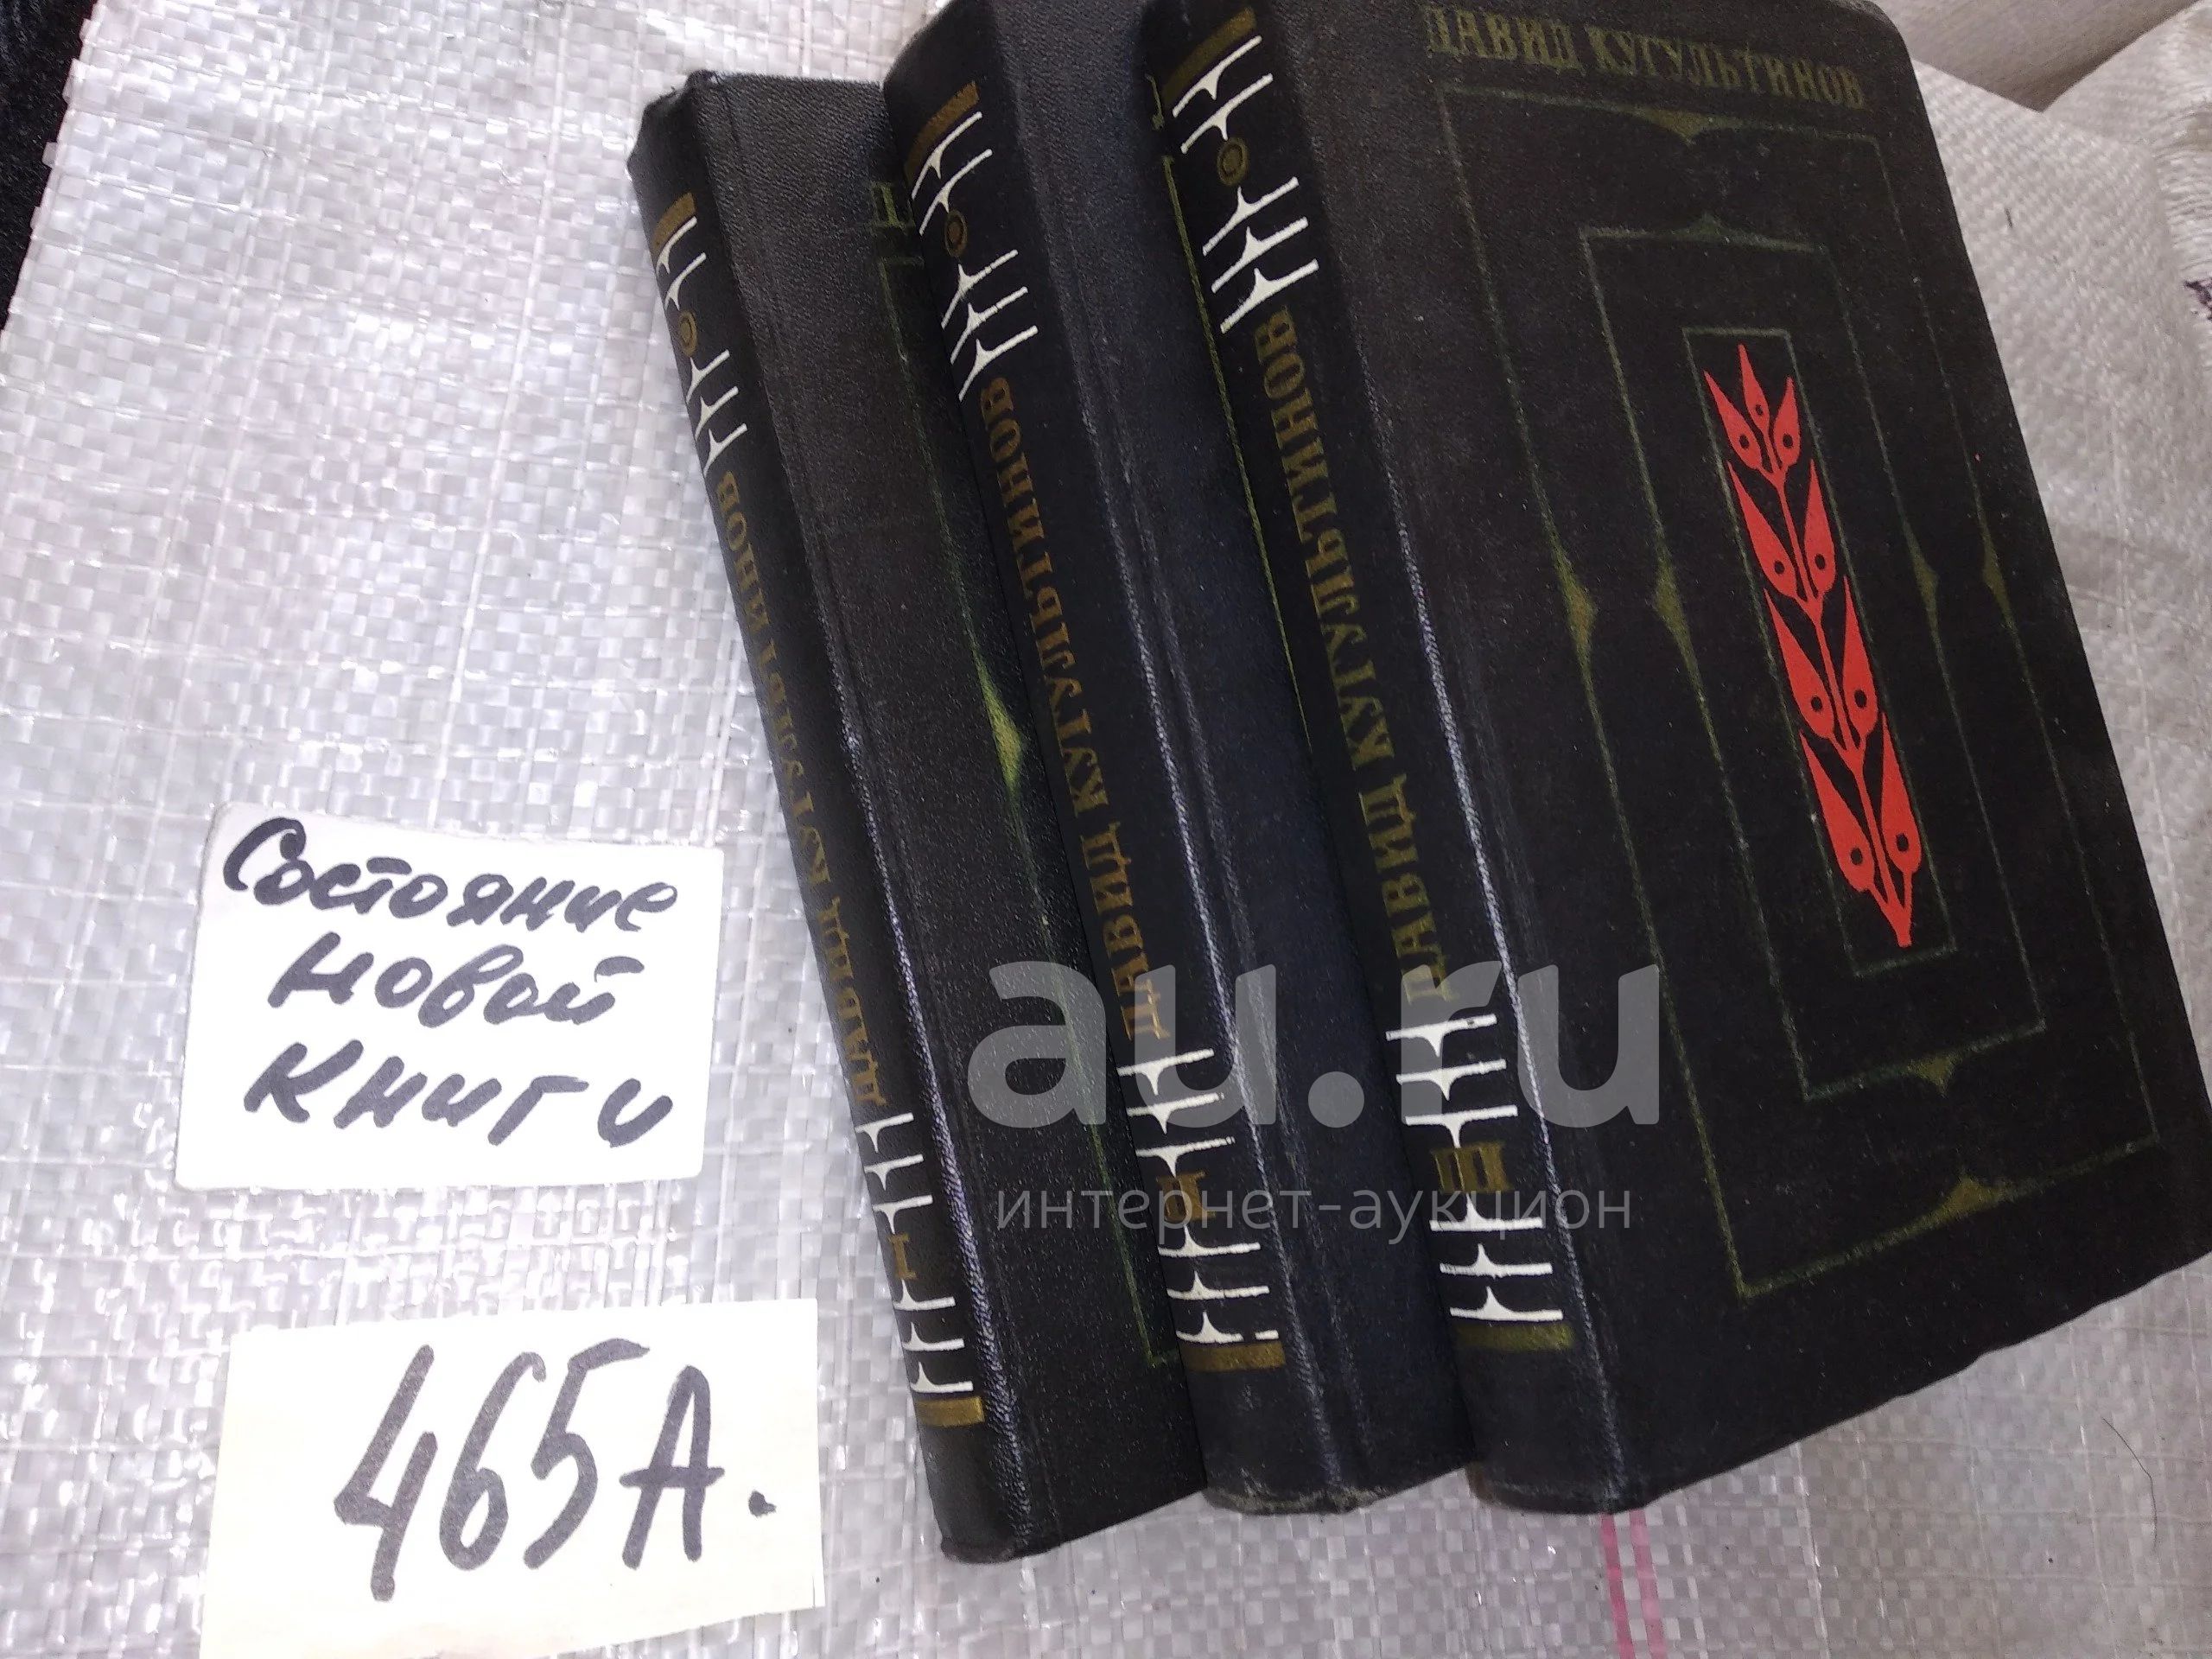 ДАВИД КУГУЛЬТИНОВ
ДАВИД КУГУЛЬТИНОВ
I
ДАВИД КУГУЛЬТИНОВ
II
ДАВИД КУГУЛЬТИНОВ
III
Состояние
новой
книги
465А.
au.ru
интернет-аукцион